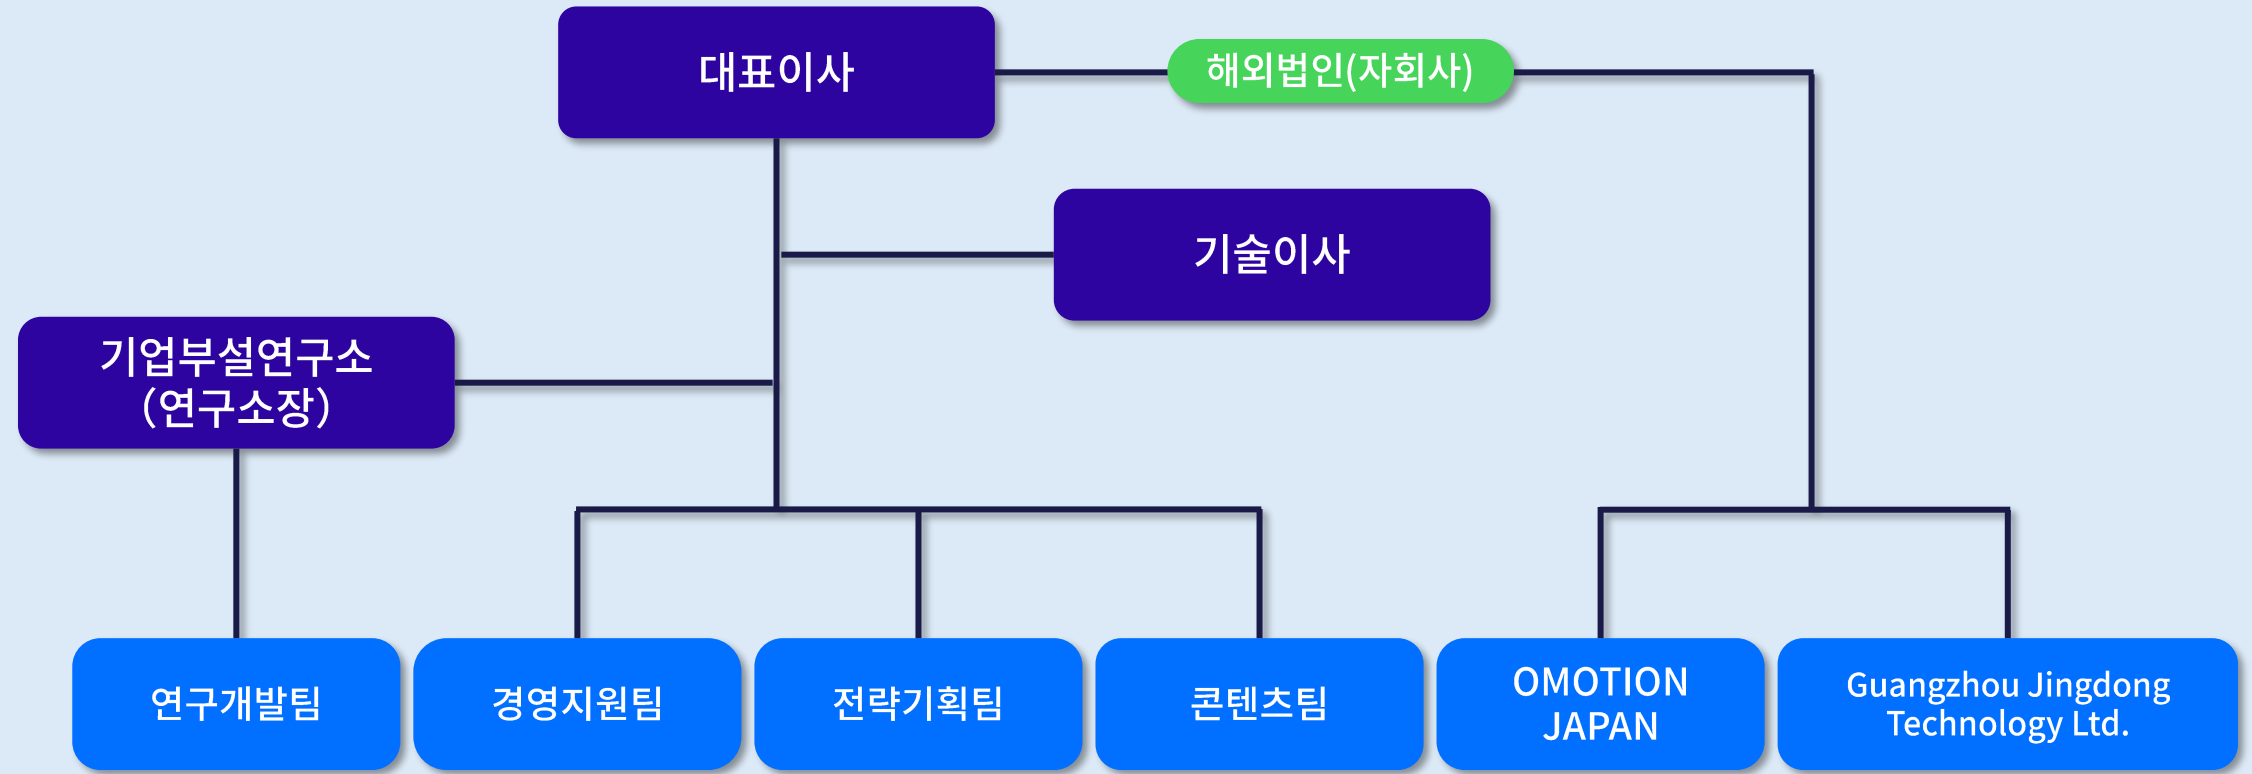 대표이사
해외법인(자회사)
기술이사
기업부설연구소
(연구소장)
연구개발팀
경영지원팀
전략기획팀
콘텐츠팀
OMOTION
JAPAN
Guangzhou Jingdong
Technology Ltd.